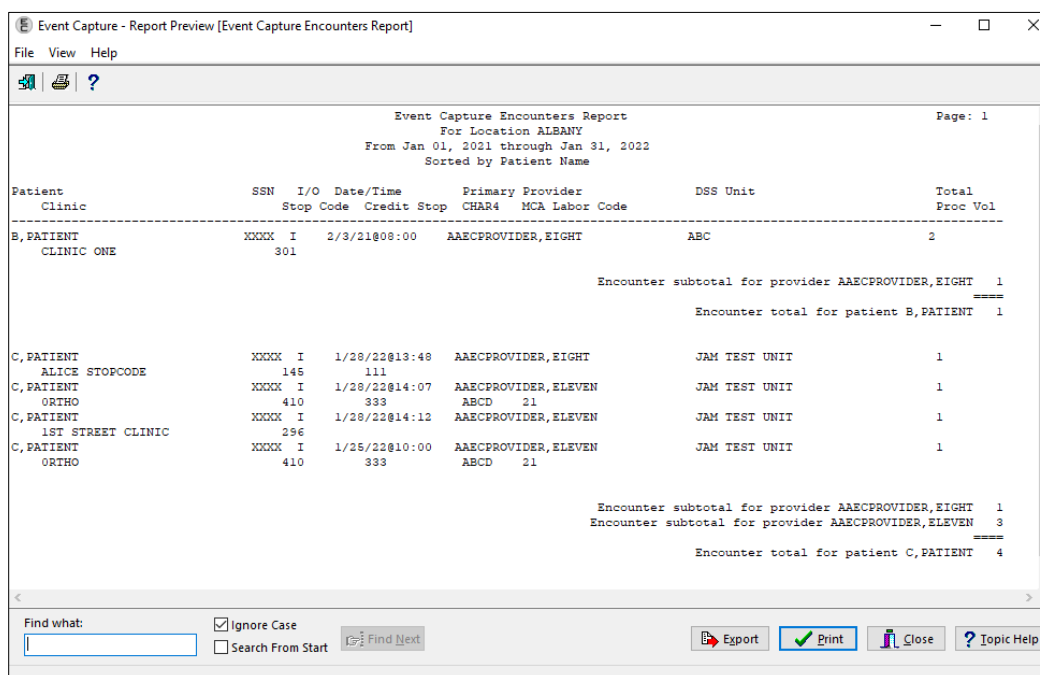 Event Capture - Report Preview [Event Capture Encounters Report]
File View Help
Event Capture Encounters Report Page: 1
For Location ALBANY
From Jan 01, 2021 through Jan 31, 2022
Sorted by Patient Name
Patient SSN I/O Date/Time Primary Provider DSS Unit Total
Clinic Stop Code Credit Stop CHAR4 MCA Labor Code Proc Vol
B,PATIENT XXXX I 2/3/21@08:00 AAECPROVIDER,EIGHT ABC 2
CLINIC ONE 301
Encounter subtotal for provider AAECPROVIDER,EIGHT 1
====
Encounter total for patient B,PATIENT 1
C,PATIENT XXXX I 1/28/22@13:48 AAECPROVIDER,EIGHT JAM TEST UNIT 1
ALICE STOPCODE 145 111
C,PATIENT XXXX I 1/28/22@14:07 AAECPROVIDER,ELEVEN JAM TEST UNIT 1
ORTHO 410 333 ABCD 21
C,PATIENT XXXX I 1/28/22@14:12 AAECPROVIDER,ELEVEN JAM TEST UNIT 1
1ST STREET CLINIC 296
C,PATIENT XXXX I 1/25/22@10:00 AAECPROVIDER,ELEVEN JAM TEST UNIT 1
ORTHO 410 333 ABCD 21
Encounter subtotal for provider AAECPROVIDER,EIGHT 1
Encounter subtotal for provider AAECPROVIDER,ELEVEN 3
====
Encounter total for patient C,PATIENT 4
Find what: Ignore Case
Search From Start Find Next Export Print Close Topic Help